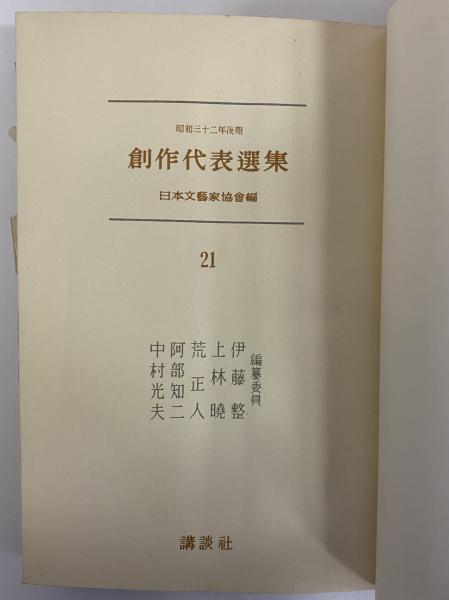 昭和三十二年後期
創作代表選集
日本文藝家協會編
21
編纂委員
伊藤整
上林曉
荒正人
阿部知二
中村光夫
講談社